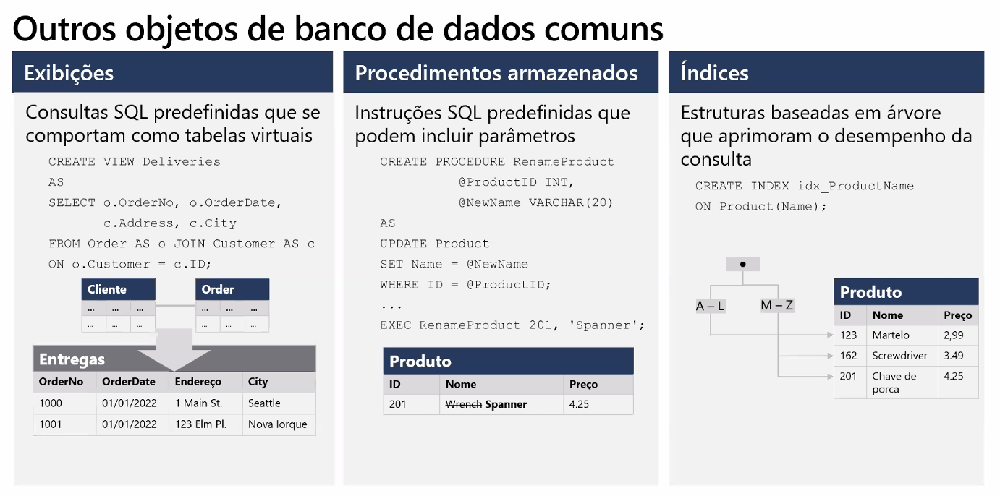 Outros objetos de banco de dados comuns
Exibições
Consultas SQL predefinidas que se
comportam como tabelas virtuais
CREATE VIEW Deliveries
AS
SELECT o.OrderNo, o.OrderDate,
c.Address, c.City
FROM Order AS o JOIN Customer AS c
ON o.Customer = c.ID;
Cliente
... ... ...
... ... ...
Order
... ... ...
... ... ...
Entregas
OrderNo OrderDate Endereço City
1000 01/01/2022 1 Main St. Seattle
1001 01/01/2022 123 Elm Pl. Nova Iorque
Procedimentos armazenados
Instruções SQL predefinidas que
podem incluir parâmetros
CREATE PROCEDURE RenameProduct
@ProductID INT,
@NewName VARCHAR(20)
AS
UPDATE Product
SET Name = @NewName
WHERE ID = @ProductID;
...
EXEC RenameProduct 201, 'Spanner';
Produto
ID Nome Preço
201 Wrench Spanner 4.25
Índices
Estruturas baseadas em árvore
que aprimoram o desempenho da
consulta
CREATE INDEX idx_ProductName
ON Product(Name);
A – L
M – Z
Produto
ID Nome Preço
123 Martelo 2,99
162 Screwdriver 3.49
201 Chave de 4.25
porca